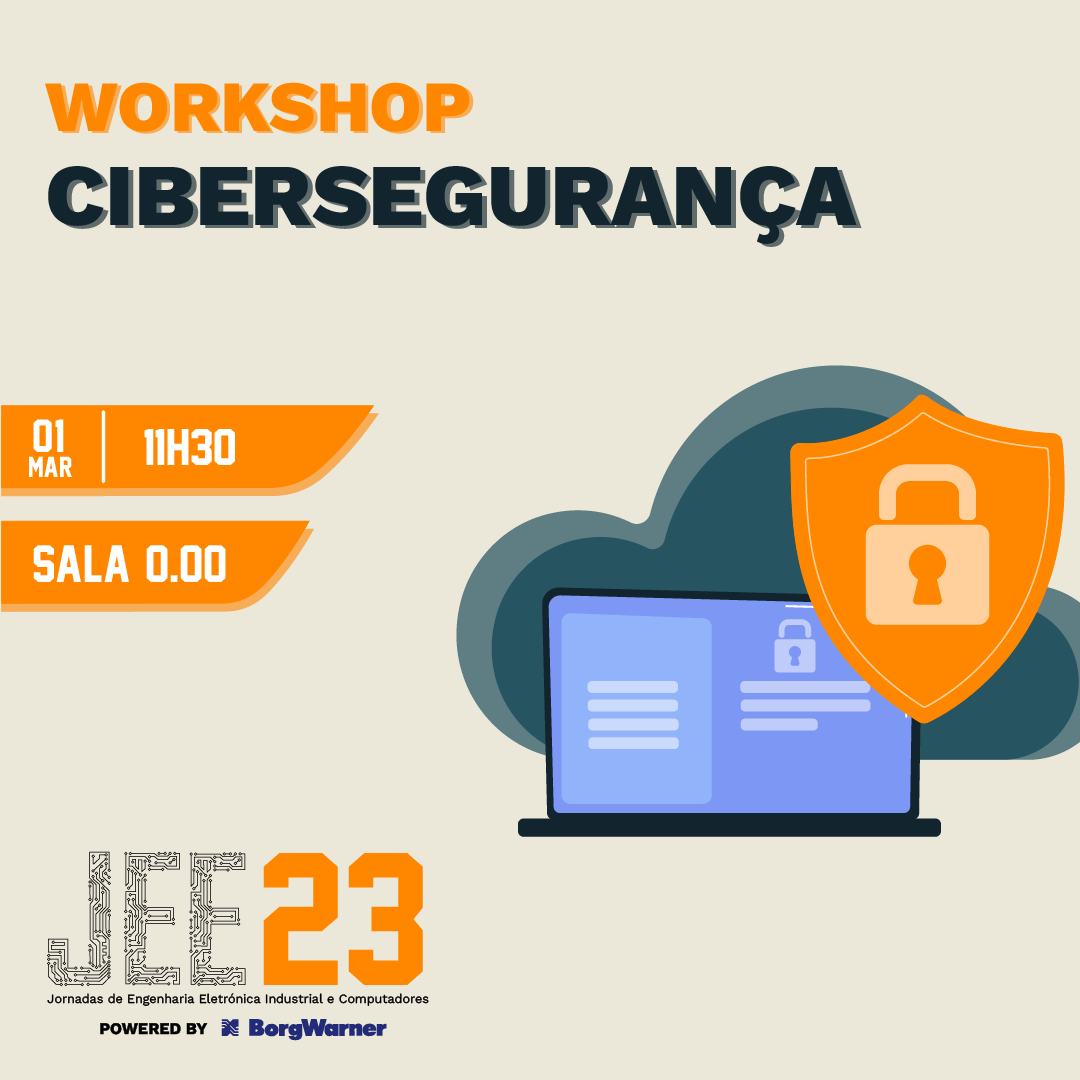 WORKSHOP
CIBERSEGURANÇA
01
MAR
11H30
SALA 0.00
JEE23
Jornadas de Engenharia Eletrónica Industrial e Computadores
POWERED BY BorgWarner